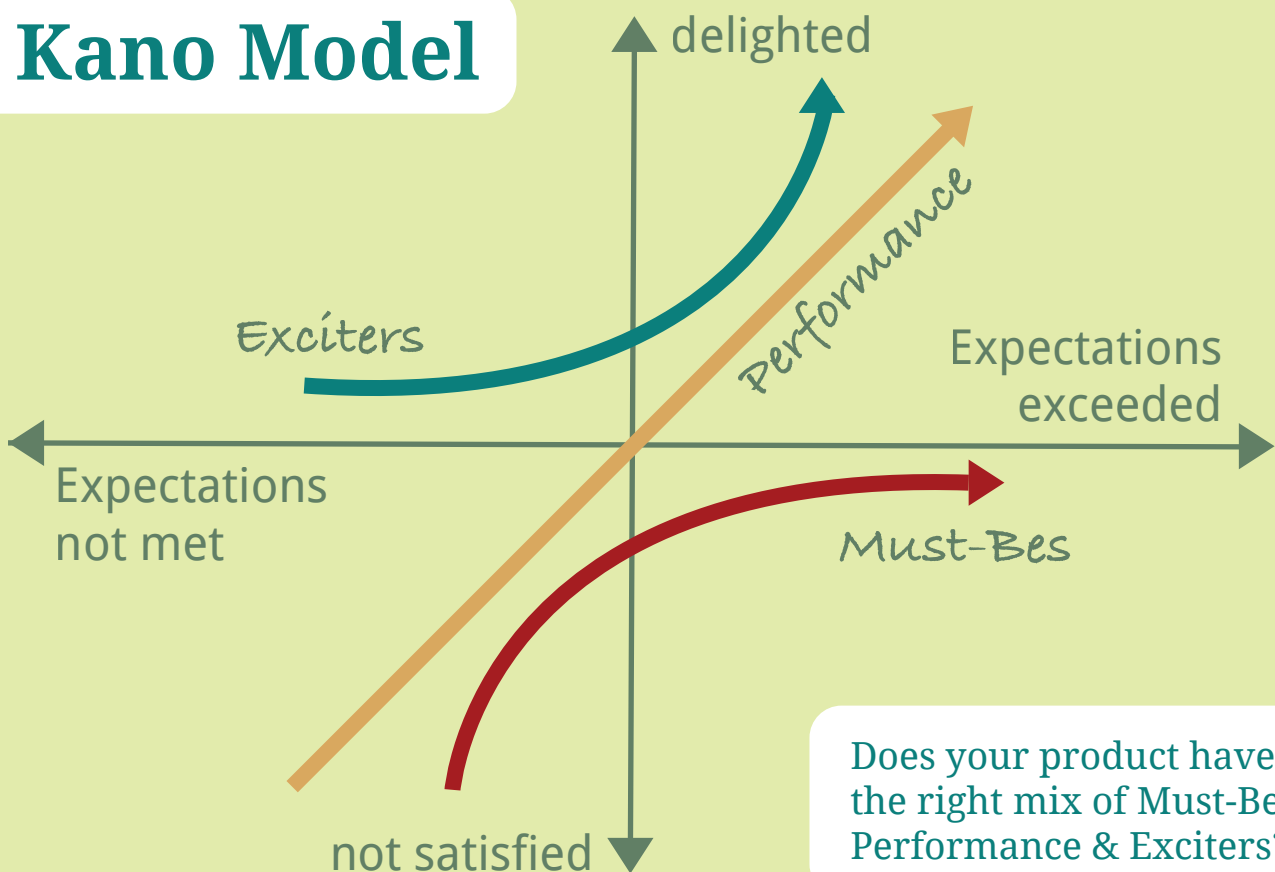 Kano Model
delighted
Exciters
Performance
Expectations
exceeded
Expectations
not met
Must-Bes
Does your product have
the right mix of Must-Be
Performance & Exciters
not satisfied